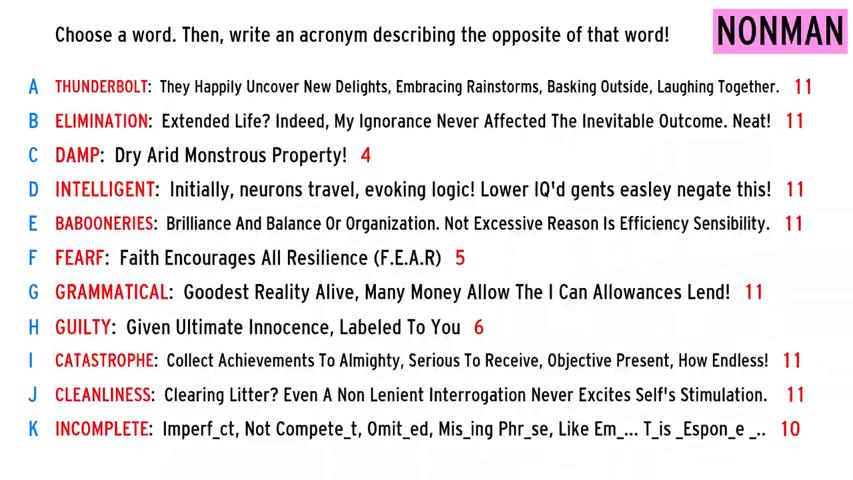 Choose a word. Then, write an acronym describing the opposite of that word! NONMAN
A THUNDERBOLT: They Happily Uncover New Delights, Embracing Rainstorms, Basking Outside, Laughing Together. 11
B ELIMINATION: Extended Life? Indeed, My Ignorance Never Affected The Inevitable Outcome. Neat! 11
C DAMP: Dry Arid Monstrous Property! 4
D INTELLIGENT: Initially, neurons travel, evoking logic! Lower IQ'd gents easley negate this! 11
E BABOONERIES: Brilliance And Balance Or Organization. Not Excessive Reason Is Efficiency Sensibility. 11
F FEARF: Faith Encourages All Resilience (F.E.A.R) 5
G GRAMMATICAL: Goodest Reality Alive, Many Money Allow The I Can Allowances Lend! 11
H GUILTY: Given Ultimate Innocence, Labeled To You 6
I CATASTROPHE: Collect Achievements To Almighty, Serious To Receive, Objective Present, How Endless! 11
J CLEANLINESS: Clearing Litter? Even A Non Lenient Interrogation Never Excites Self's Stimulation. 11
K INCOMPLETE: Imperf_ct, Not Compete_t, Omit_ed, Mis_ing Phr_se, Like Em_... T_is _Espon_e _.. 10